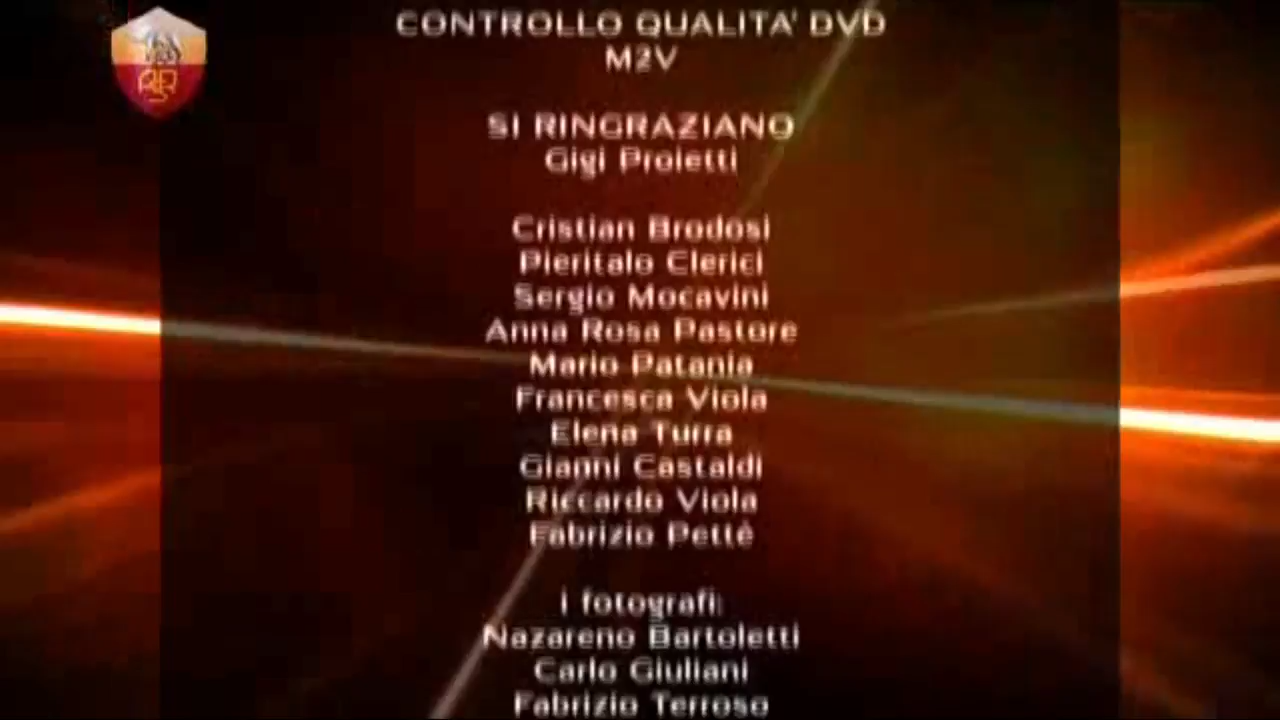 CONTROLLO QUALITA' DVD
M2V
SI RINGRAZIANO
Gigi Proietti
Cristian Brodosi
Pieritalo Clerici
Sergio Mocavini
Anna Rosa Pastore
Mario Patania
Francesca Viola
Elena Turra
Gianni Castaldi
Riccardo Viola
Fabrizio Pettè
i fotografi:
Nazareno Bartoletti
Carlo Giuliani
Fabrizio Terroso